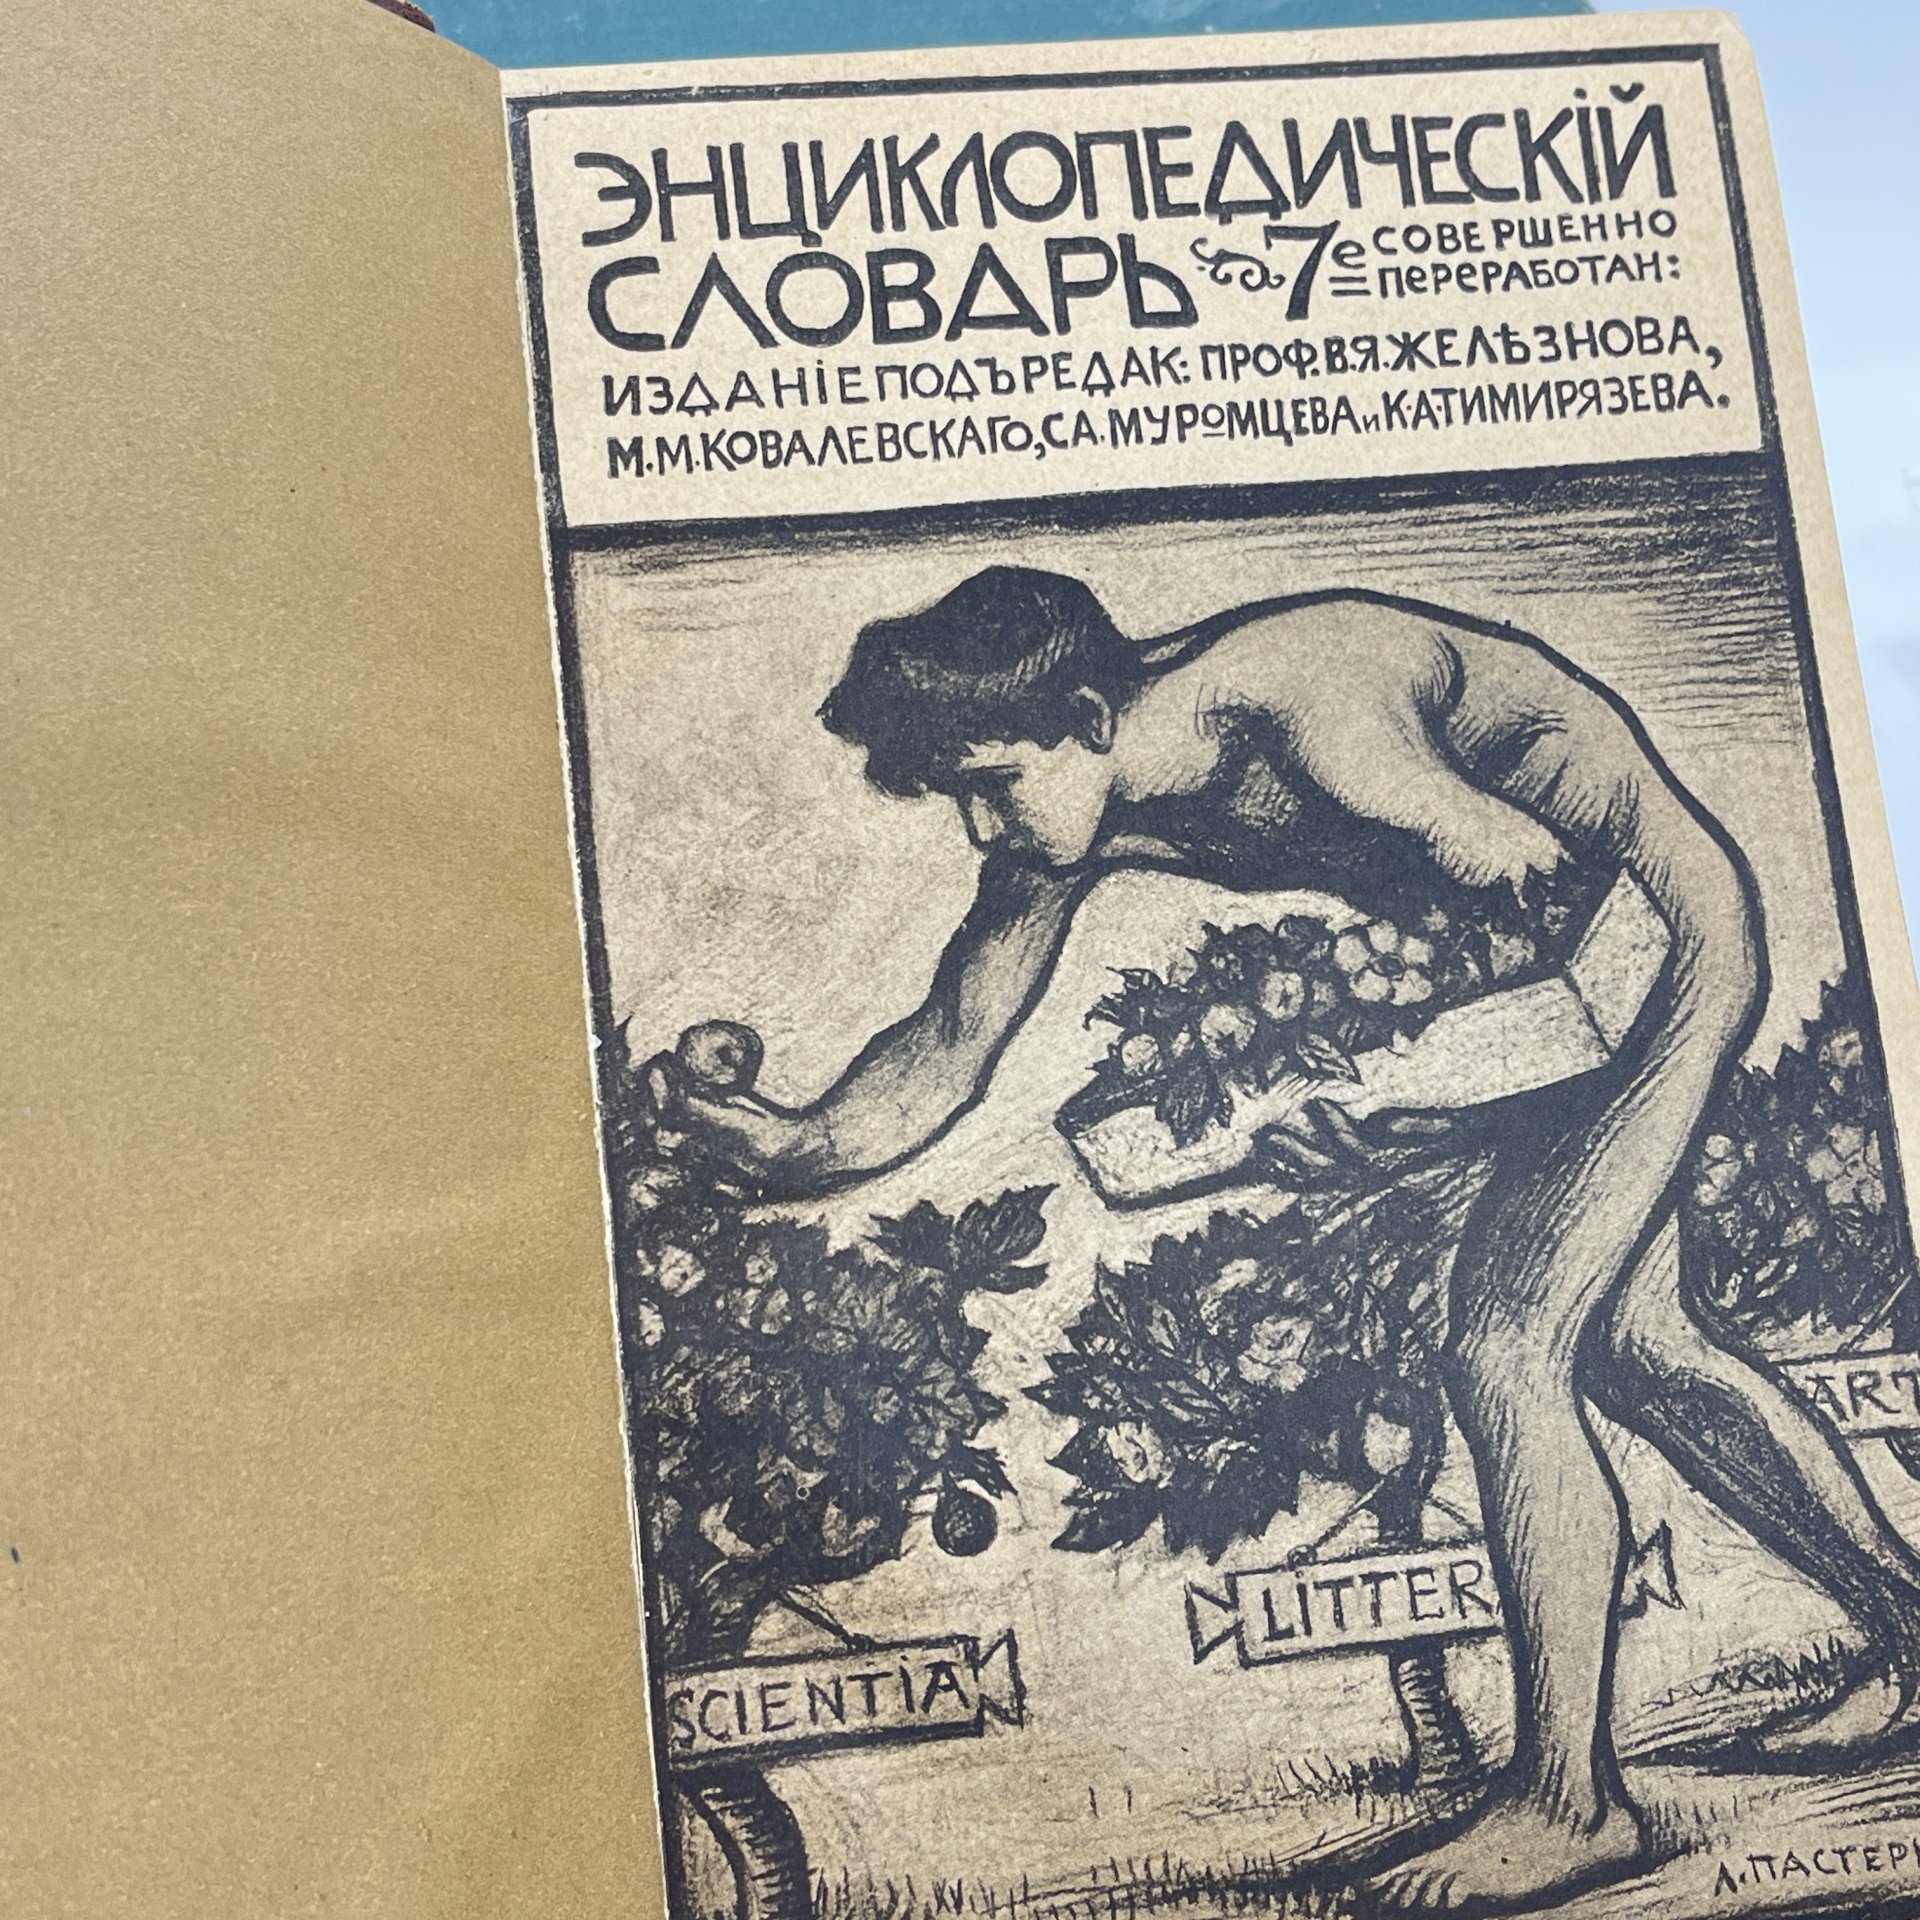 ЭНЦИКЛОПЕДИЧЕСКІЙ
СЛОВАРЬ 7е СОВЕРШЕННО
ПЕРЕРАБОТАН:
ИЗДАНІЕ ПОДЪ РЕДАК: ПРОФ. В.Я. ЖЕЛѢЗНОВА,
М.М. КОВАЛЕВСКАГО, С.А. МУРОМЦЕВА и К.А. ТИМИРЯЗЕВА.
ART
LITTER
SCIENTIA
Л. ПАСТЕР